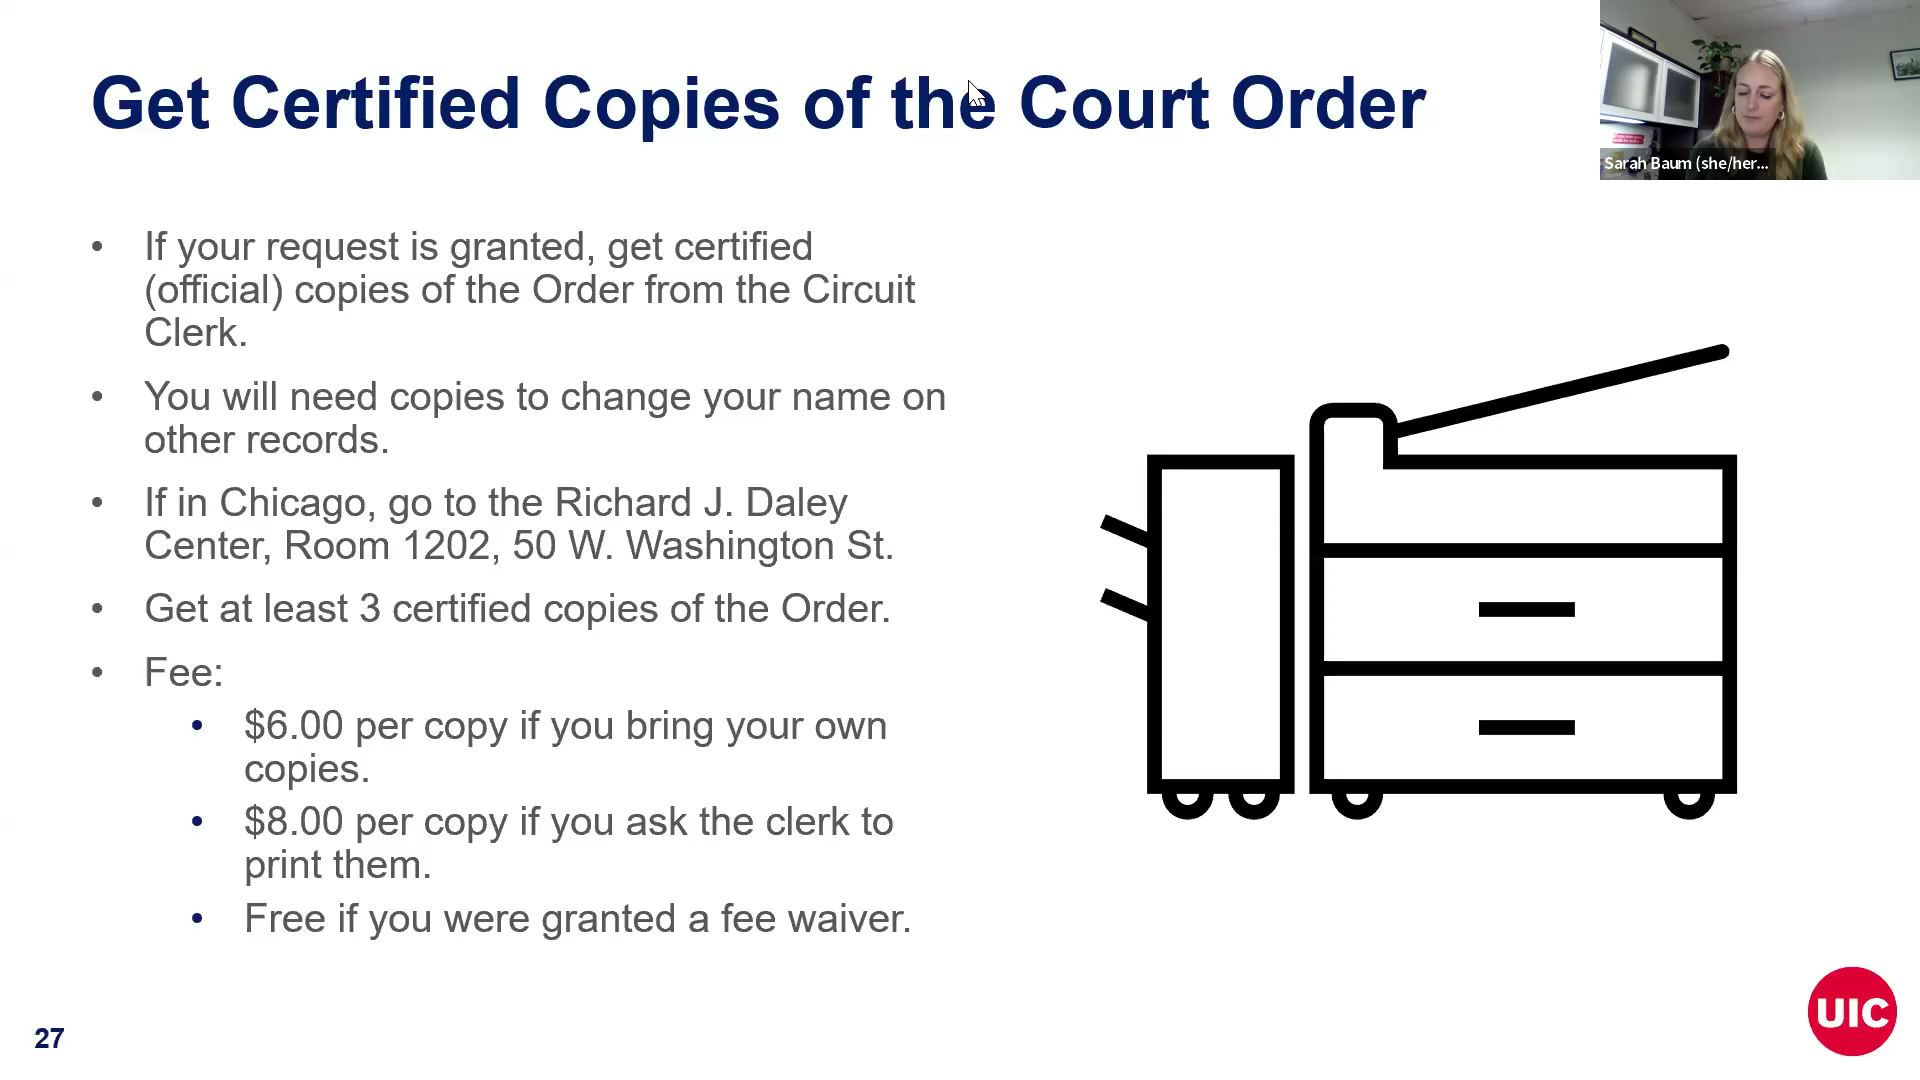 Get Certified Copies of the Court Order
Sarah Baum (she/her...
• If your request is granted, get certified
(official) copies of the Order from the Circuit
Clerk.
• You will need copies to change your name on
other records.
• If in Chicago, go to the Richard J. Daley
Center, Room 1202, 50 W. Washington St.
• Get at least 3 certified copies of the Order.
• Fee:
• $6.00 per copy if you bring your own
copies.
• $8.00 per copy if you ask the clerk to
print them.
• Free if you were granted a fee waiver.
27
UIC